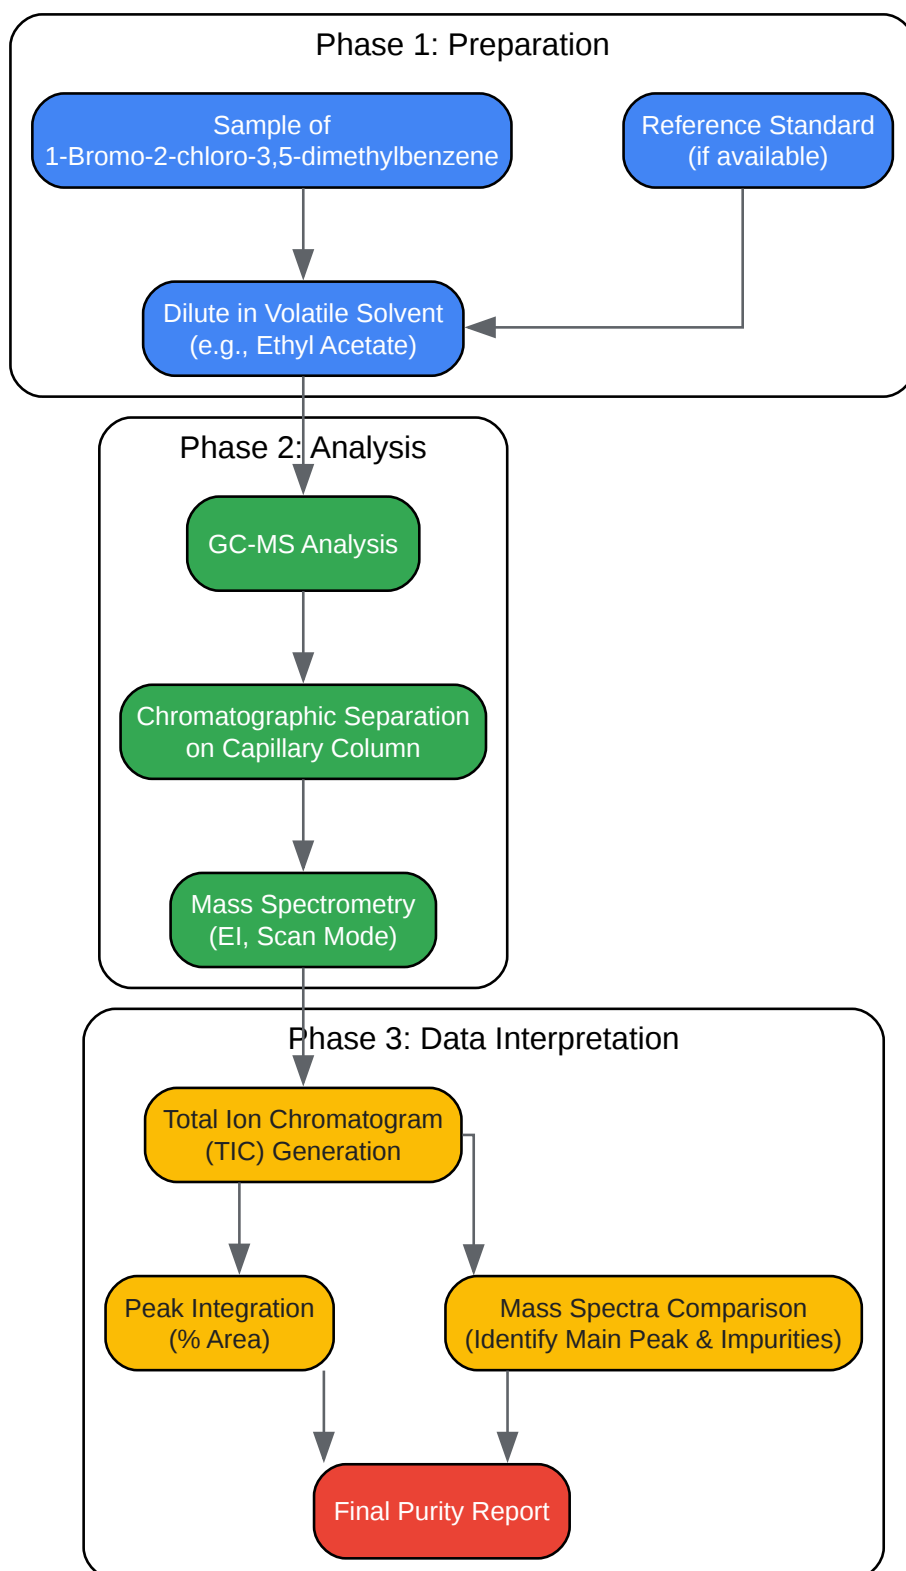 Phase 1: Preparation
Sample of
1-Bromo-2-chloro-3,5-dimethylbenzene
Reference Standard
(if available)
Dilute in Volatile Solvent
(e.g., Ethyl Acetate)
Phase 2: Analysis
GC-MS Analysis
Chromatographic Separation
on Capillary Column
Mass Spectrometry
(EI, Scan Mode)
Phase 3: Data Interpretation
Total Ion Chromatogram
(TIC) Generation
Peak Integration
(% Area)
Mass Spectra Comparison
(Identify Main Peak & Impurities)
Final Purity Report